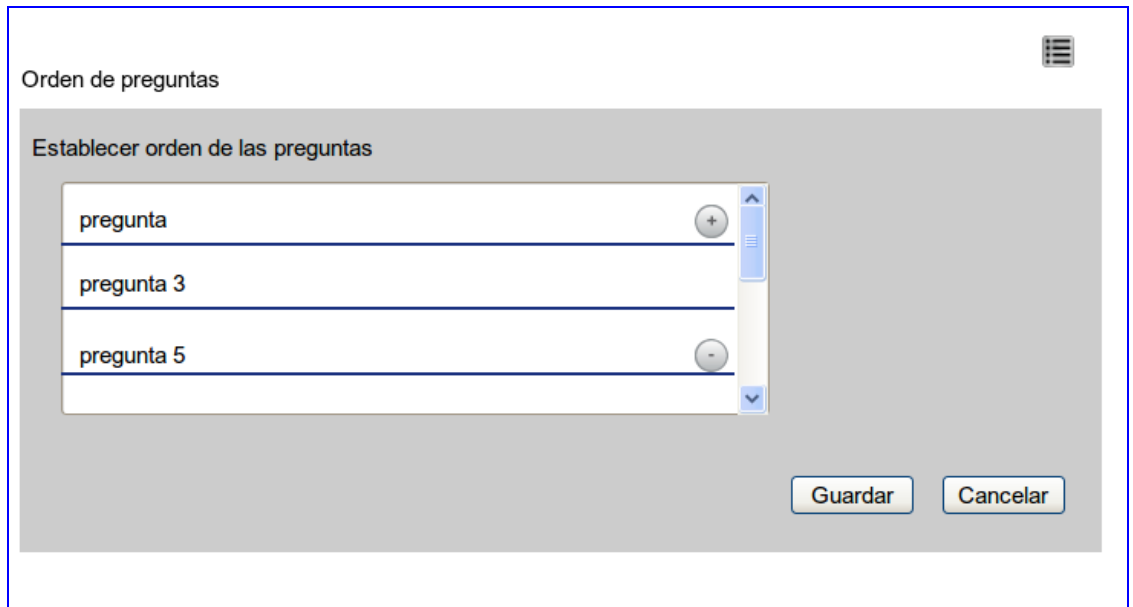 Orden de preguntas
Establecer orden de las preguntas
pregunta
+
pregunta 3
pregunta 5
-
Guardar
Cancelar